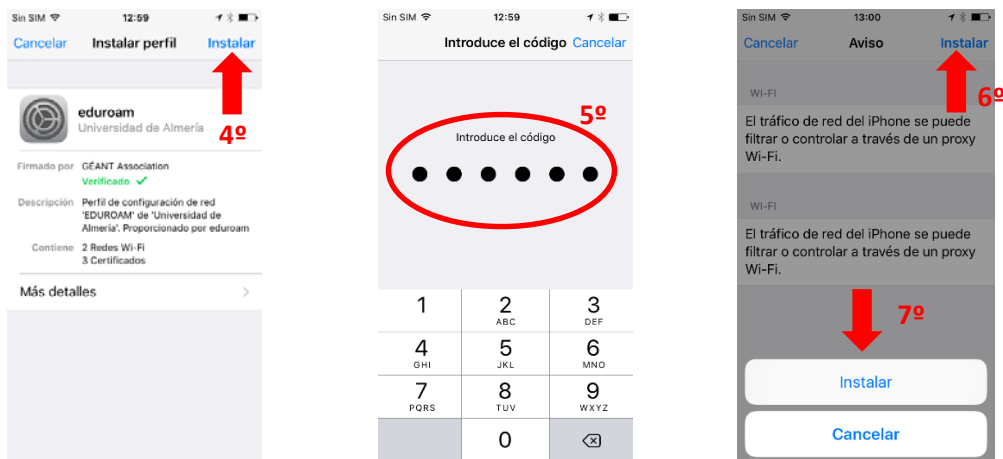 Sin SIM 12:59
Cancelar Instalar perfil Instalar
eduroam
Universidad de Almería
4º
Firmado por GÉANT Association
Verificado ✓
Descripción Perfil de configuración de red
'EDUROAM' de 'Universidad de
Almería'. Proporcionado por eduroam
Contiene 2 Redes Wi-Fi
3 Certificados
Más detalles
Sin SIM 12:59
Introduce el código Cancelar
5º
Introduce el código
1 2 3
ABC DEF
4 5 6
GHI JKL MNO
7 8 9
PQRS TUV WXYZ
0
Sin SIM 13:00
Cancelar Aviso Instalar
6º
WI-FI
El tráfico de red del iPhone se puede
filtrar o controlar a través de un proxy
Wi-Fi.
WI-FI
El tráfico de red del iPhone se puede
filtrar o controlar a través de un proxy
Wi-Fi.
7º
Instalar
Cancelar